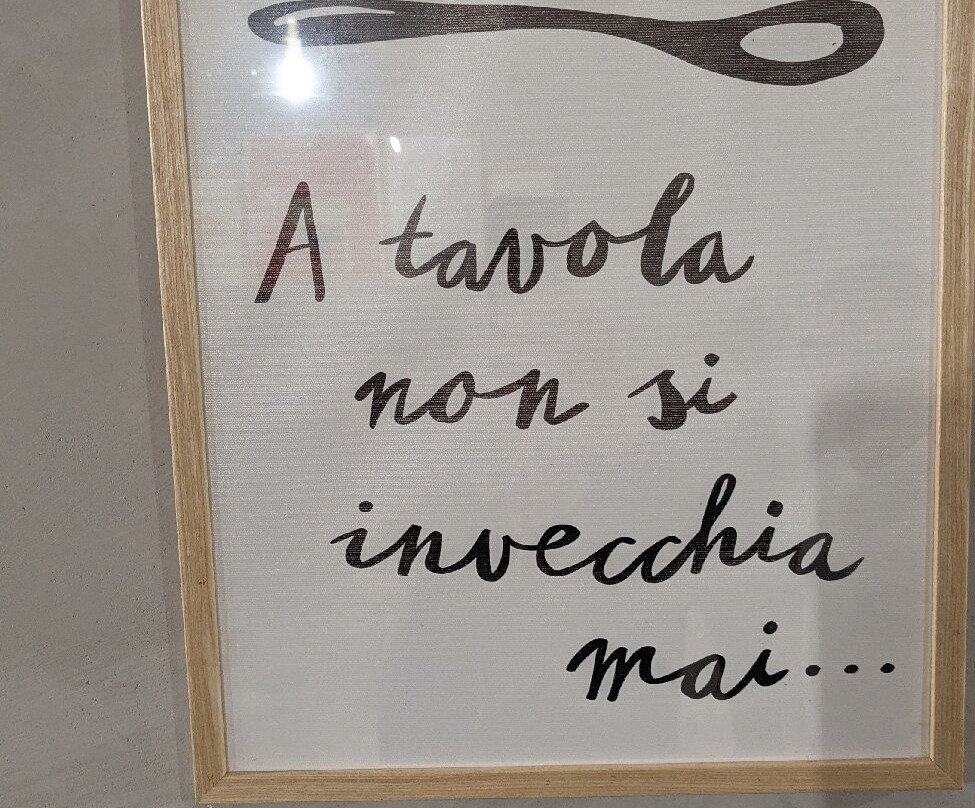 A tavola
non si
invecchia
mai...